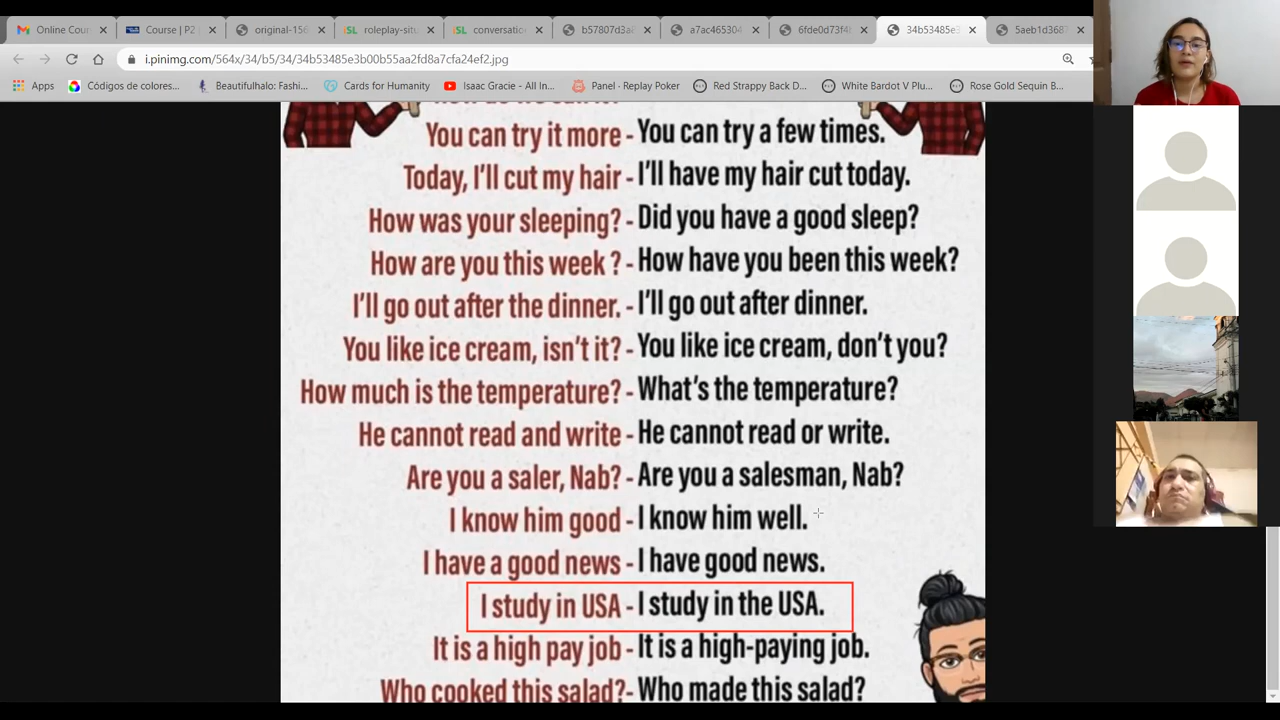 Online Cour
Course | P2
original-15
roleplay-situ
conversatio
b57807d3a
a7ac465304
6fde0d73f4
34b53485e
5aeb1d368
i.pinimg.com/564x/34/b5/34/34b53485e3b00b55aa2fd8a7cfa24e1f.jpg
Apps
Códigos de colores...
Beautifulhalo: Fashi...
Cards for Humanity
Isaac Gracie - All In...
Panel - Replay Poker
Red Strappy Back D...
White Bardot V Plu...
Rose Gold Sequin B...
You can try it more - You can try a few times.
Today, I'll cut my hair - I'll have my hair cut today.
How was your sleeping? - Did you have a good sleep?
How are you this week ? - How have you been this week?
I'll go out after the dinner. - I'll go out after dinner.
You like ice cream, isn't it? - You like ice cream, don't you?
How much is the temperature? - What's the temperature?
He cannot read and write - He cannot read or write.
Are you a saler, Nab? - Are you a salesman, Nab?
I know him good - I know him well.
I have a good news - I have good news.
I study in USA - I study in the USA.
It is a high pay job - It is a high-paying job.
Who cooked this salad?- Who made this salad?